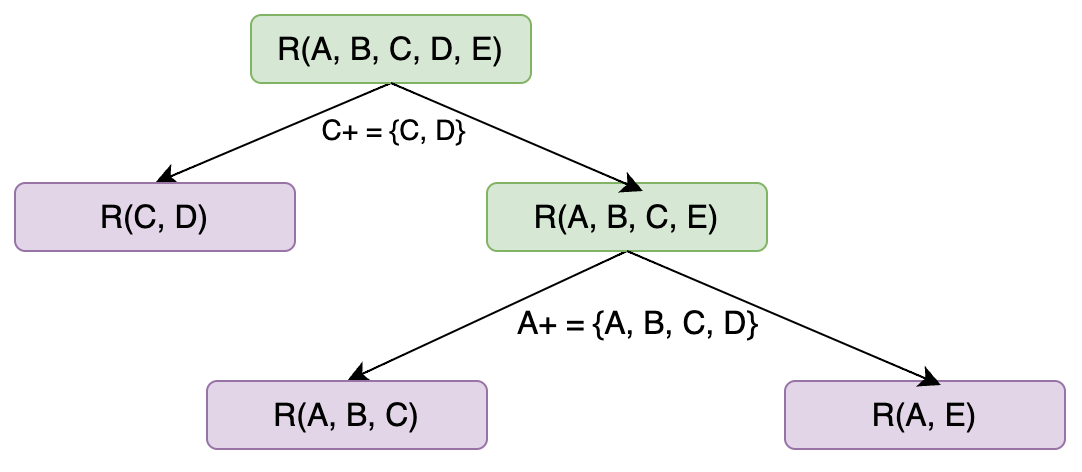 R(A, B, C, D, E)
C+ = {C, D}
R(C, D)
R(A, B, C, E)
A+ = {A, B, C, D}
R(A, B, C)
R(A, E)